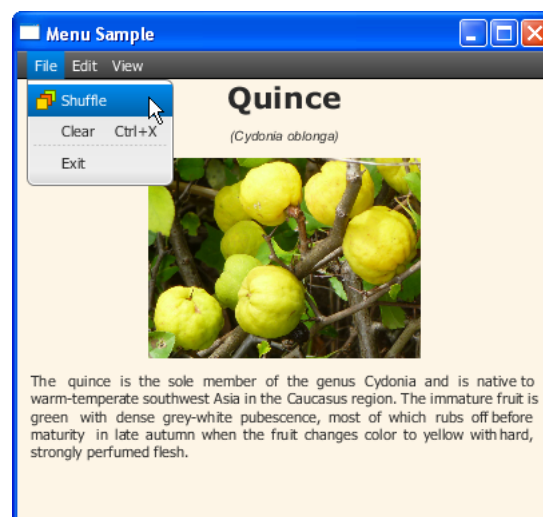 Menu Sample
File Edit View
Shuffle
Clear Ctrl+X
Exit
Quince
(Cydonia oblonga)
The quince is the sole member of the genus Cydonia and is native to
warm-temperate southwest Asia in the Caucasus region. The immature fruit is
green with dense grey-white pubescence, most of which rubs off before
maturity in late autumn when the fruit changes color to yellow with hard,
strongly perfumed flesh.